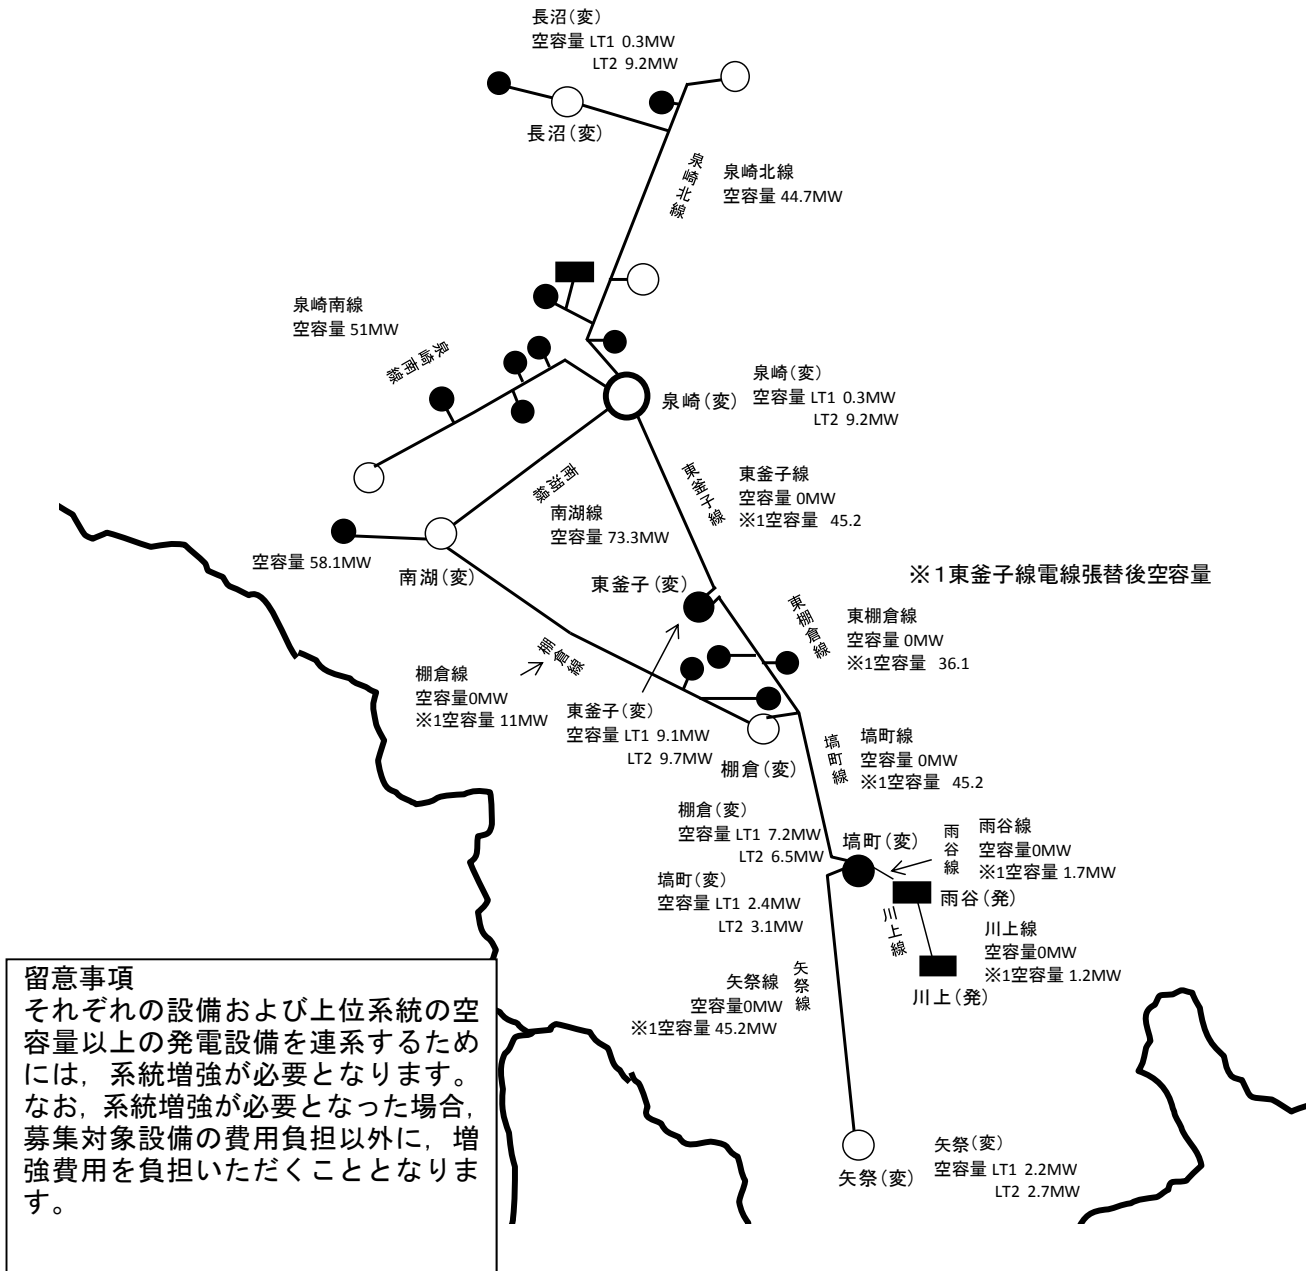 長沼(変)
空容量 LT1 0.3MW
LT2 9.2MW
長沼(変)
泉崎北線
泉崎北線
空容量 44.7MW
泉崎南線
空容量 51MW
泉崎南線
泉崎(変)
泉崎(変)
空容量 LT1 0.3MW
LT2 9.2MW
南湖線
南湖線
空容量 73.3MW
東釜子線
東釜子線
空容量 0MW
※1空容量 45.2
空容量 58.1MW
南湖(変)
東釜子(変)
※1東釜子線電線張替後空容量
東棚倉線
東棚倉線
空容量 0MW
※1空容量 36.1
棚倉線
棚倉線
空容量0MW
※1空容量 11MW
東釜子(変)
空容量 LT1 9.1MW
LT2 9.7MW
棚倉(変)
塙町線
塙町線
空容量 0MW
※1空容量 45.2
棚倉(変)
空容量 LT1 7.2MW
LT2 6.5MW
塙町(変)
雨谷線
雨谷線
空容量0MW
※1空容量 1.7MW
塙町(変)
空容量 LT1 2.4MW
LT2 3.1MW
雨谷(発)
川上線
川上線
空容量0MW
※1空容量 1.2MW
川上(発)
矢祭線
矢祭線
空容量0MW
※1空容量 45.2MW
矢祭(変)
矢祭(変)
空容量 LT1 2.2MW
LT2 2.7MW
留意事項
それぞれの設備および上位系統の空
容量以上の発電設備を連系するため
には，系統増強が必要となります。
なお，系統増強が必要となった場合，
募集対象設備の費用負担以外に，増
強費用を負担いただくこととなりま
す。